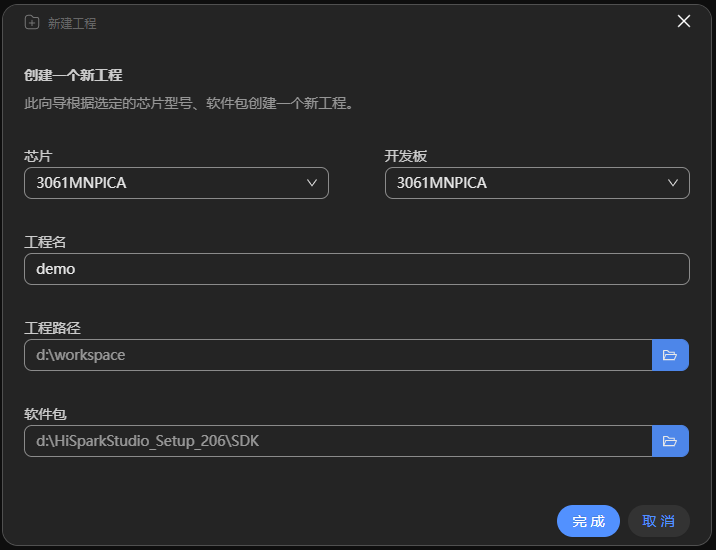 新建工程
创建一个新工程
此向导根据选定的芯片型号、软件包创建一个新工程。
芯片 开发板
3061MNPICA 3061MNPICA
工程名
demo
工程路径
d:\workspace
软件包
d:\HiSparkStudio_Setup_206\SDK
完成 取消